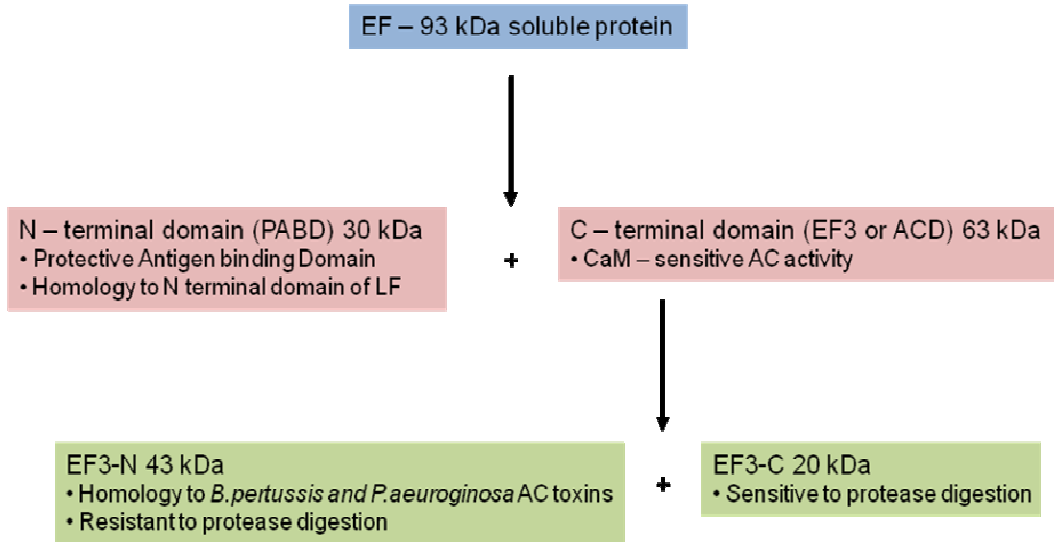 EF – 93 kDa soluble protein
N – terminal domain (PABD) 30 kDa
• Protective Antigen binding Domain
• Homology to N terminal domain of LF
+
C – terminal domain (EF3 or ACD) 63 kDa
• CaM – sensitive AC activity
EF3-N 43 kDa
• Homology to B.pertussis and P.aeuroginosa AC toxins
• Resistant to protease digestion
+
EF3-C 20 kDa
• Sensitive to protease digestion